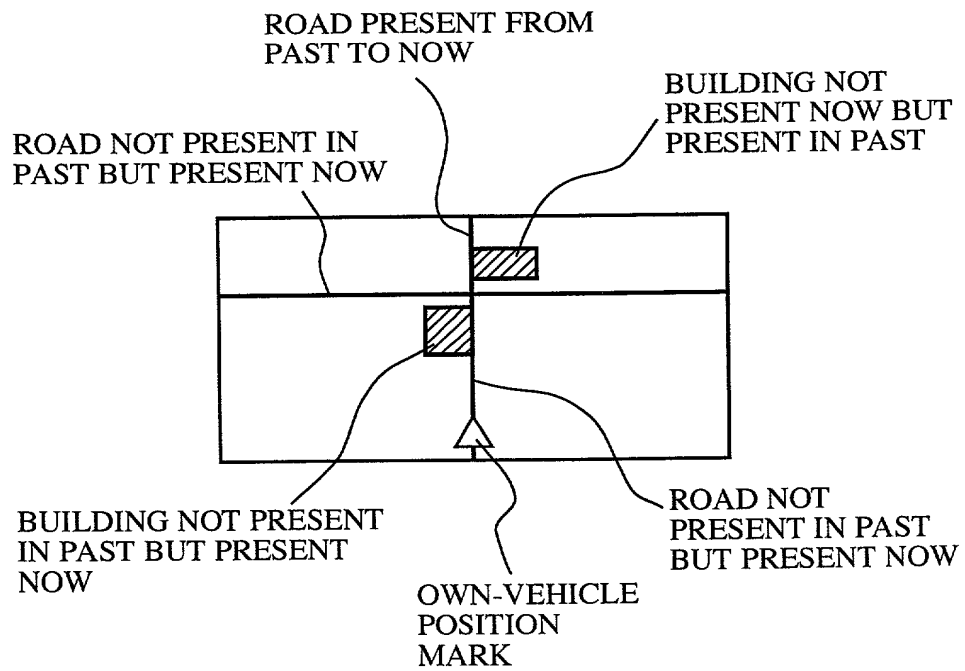 ROAD PRESENT FROM
PAST TO NOW
BUILDING NOT
PRESENT NOW BUT
PRESENT IN PAST
ROAD NOT PRESENT IN
PAST BUT PRESENT NOW
BUILDING NOT PRESENT
IN PAST BUT PRESENT
NOW
ROAD NOT
PRESENT IN PAST
BUT PRESENT NOW
OWN-VEHICLE
POSITION
MARK